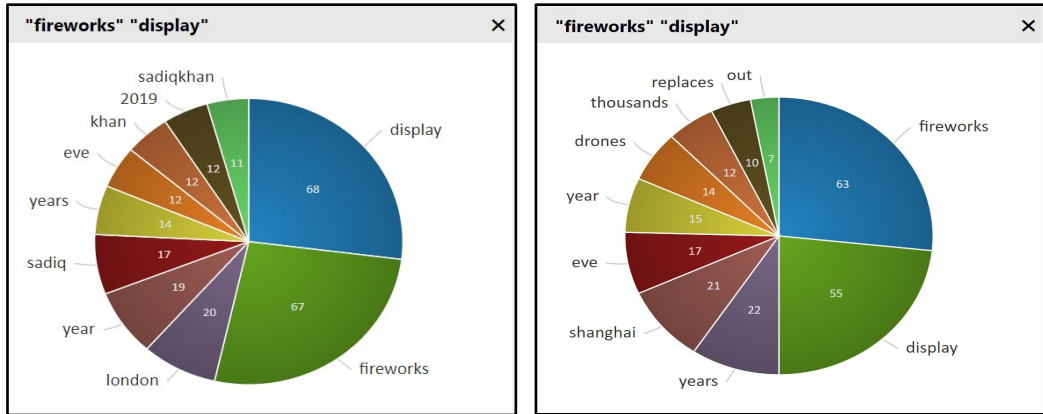 "fireworks" "display" ✕
sadiqkhan
2019
khan
eve
years
sadiq
year
london
fireworks
display
68
67
20
19
17
14
12
12
12
11
"fireworks" "display" ✕
out
replaces
thousands
drones
year
eve
shanghai
years
display
fireworks
63
55
22
21
17
15
14
12
10
7